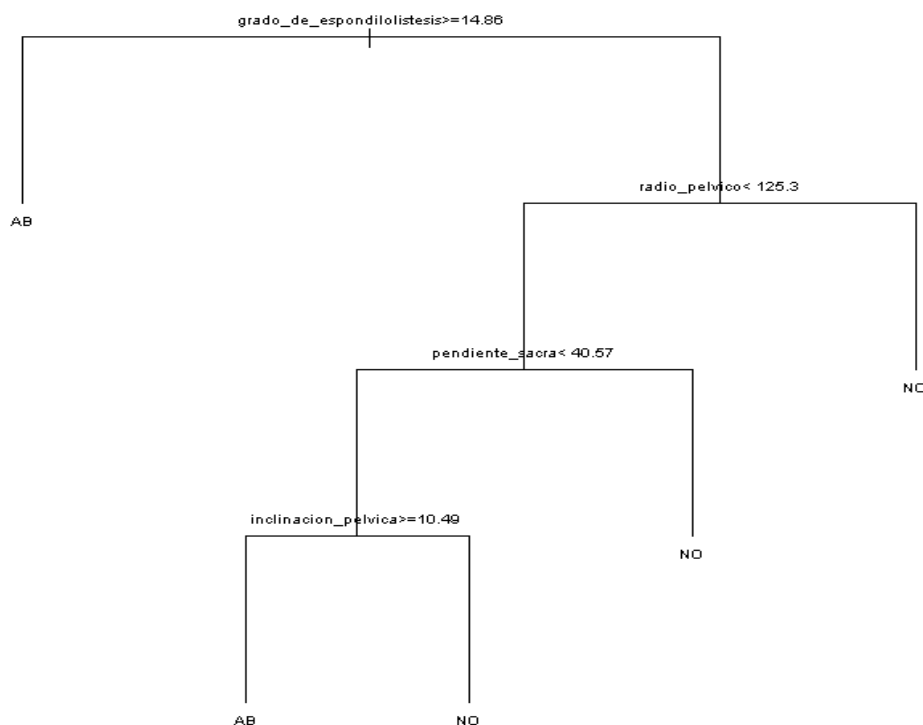 grado_de_espondilolistesis>=14.86
radio_pelvico< 125.3
AB
pendiente_sacra< 40.57
NO
inclinacion_pelvica>=10.49
NO
AB
NO